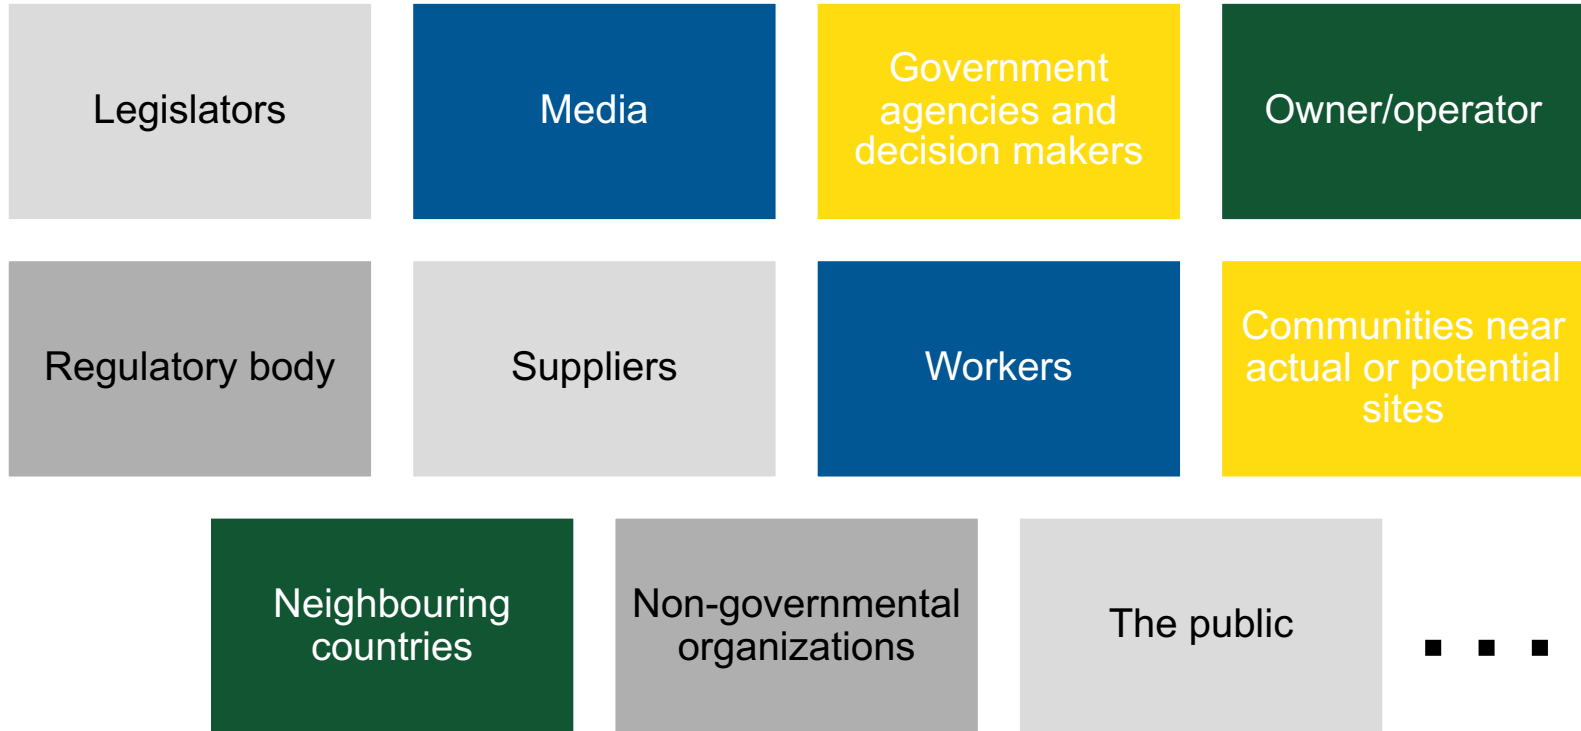 Legislators
Media
Government
agencies and
decision makers
Owner/operator
Regulatory body
Suppliers
Workers
Communities near
actual or potential
sites
Neighbouring
countries
Non-governmental
organizations
The public
...